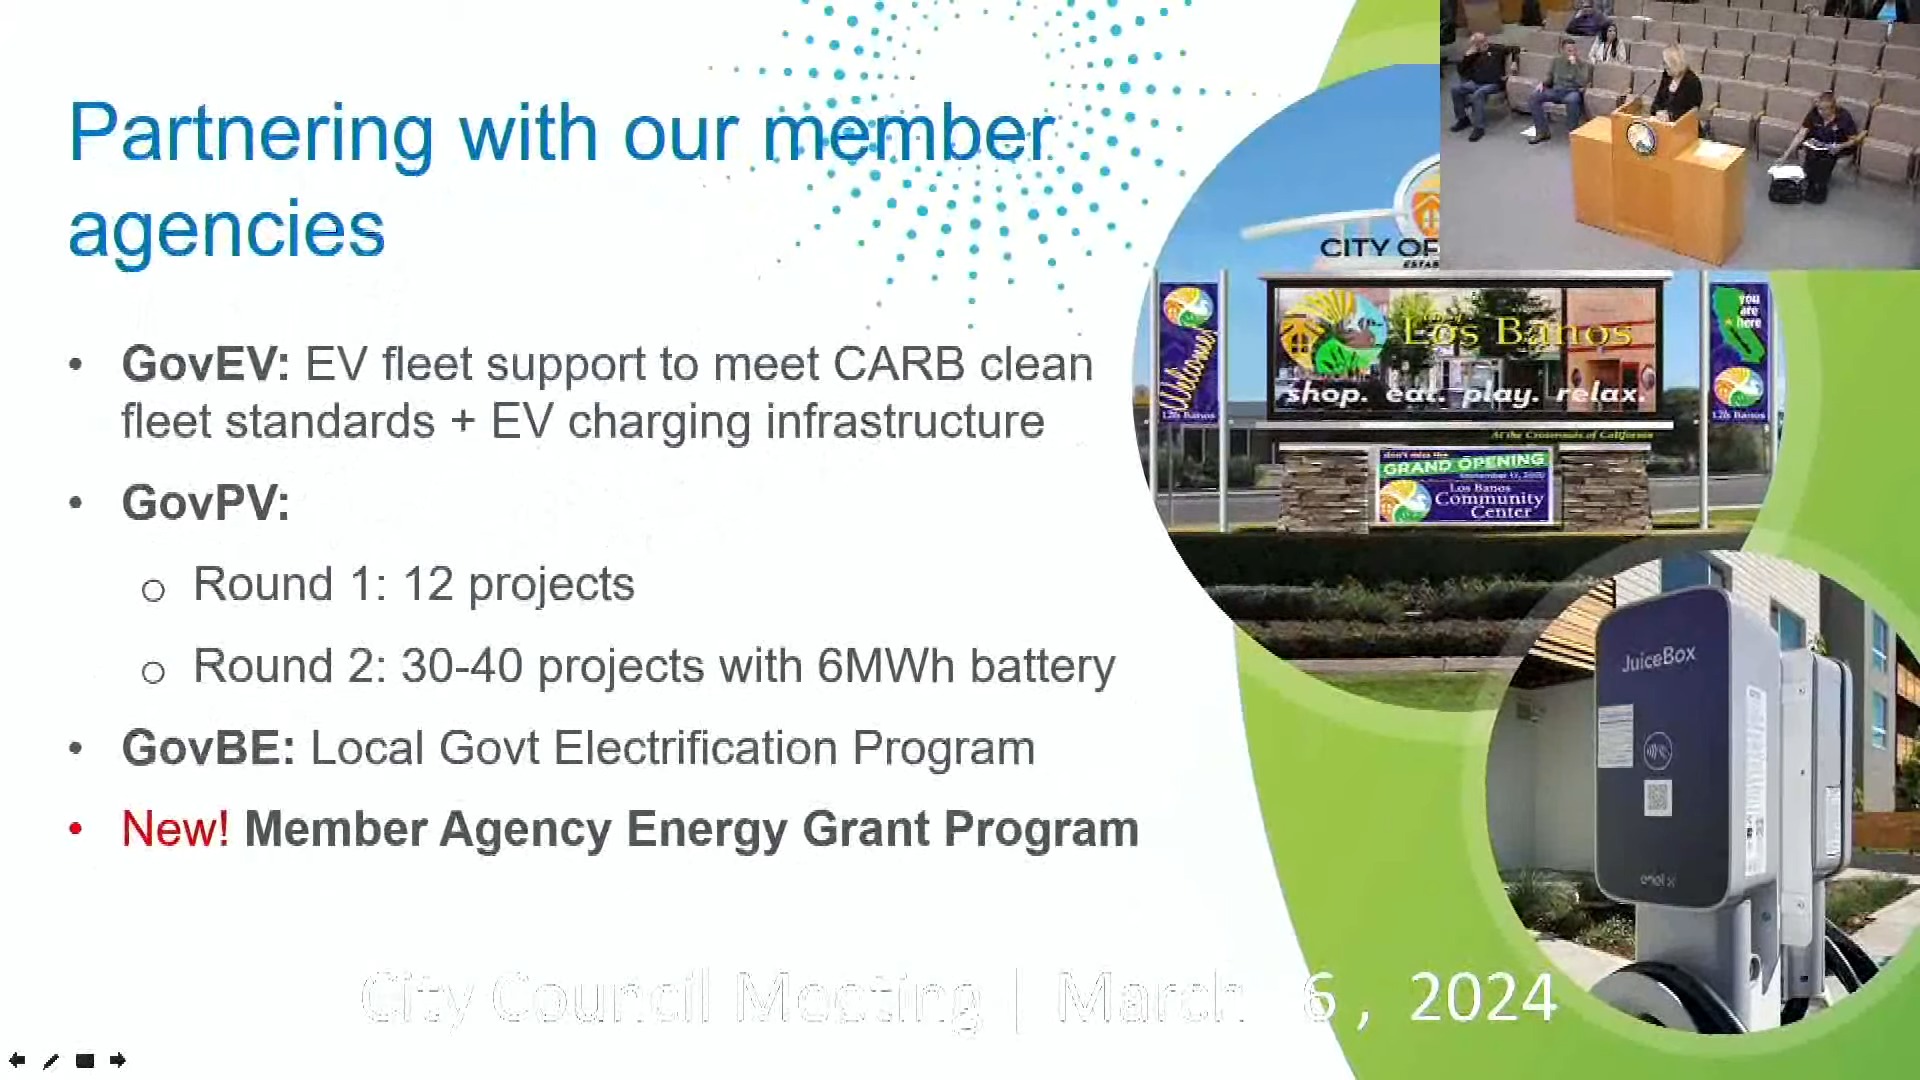 Partnering with our member
agencies
• GovEV: EV fleet support to meet CARB clean
fleet standards + EV charging infrastructure
• GovPV:
o Round 1: 12 projects
o Round 2: 30-40 projects with 6MWh battery
• GovBE: Local Govt Electrification Program
• New! Member Agency Energy Grant Program
CITY OF
Welcome
Los Banos
City of
Los Banos
shop. eat. play. relax.
At the Crossroads of California
you
are
here
Los Banos
don't miss the
GRAND OPENING
Los Banos
Community
Center
JuiceBox
enel x
City Council Meeting | March 6, 2024